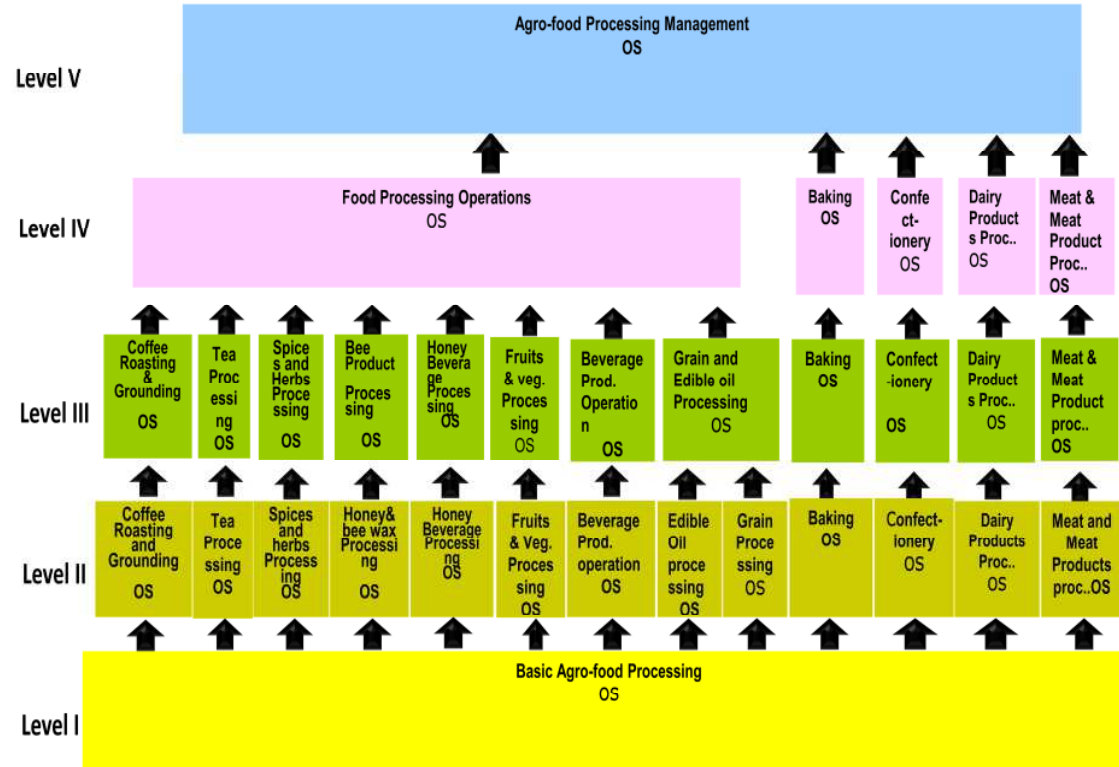 Agro-food Processing Management
OS
Level V
Food Processing Operations
OS
Baking
OS
Confe
ct-
ionery
OS
Dairy
Product
s Proc..
OS
Meat &
Meat
Product
Proc..
OS
Level IV
Coffee
Roasting
&
Grounding
OS
Tea
Proc
essi
ng
OS
Spice
s and
Herbs
Processing
OS
Bee
Product
Processing
OS
Honey
Bevera
ge
Processing
OS
Fruits
& veg.
Proces
sing
OS
Beverage
Prod.
Operatio
n
OS
Grain and
Edible oil
Processing
OS
Baking
OS
Confect
-ionery
OS
Dairy
Product
s Proc..
OS
Meat &
Meat
Product
proc..
OS
Level III
Coffee
Roasting
and
Grounding
OS
Tea
Proce
ssing
OS
Spices
and
herbs
Processing
OS
Honey&
bee wax
Processing
OS
Honey
Beverage
Processing
OS
Fruits
& Veg.
Proces
sing
OS
Beverage
Prod.
operation
OS
Edible
Oil
proce
ssing
OS
Grain
Proce
ssing
OS
Baking
OS
Confect-
ionery
OS
Dairy
Products
Proc..
OS
Meat and
Meat
Products
proc..OS
Level II
Basic Agro-food Processing
OS
Level I